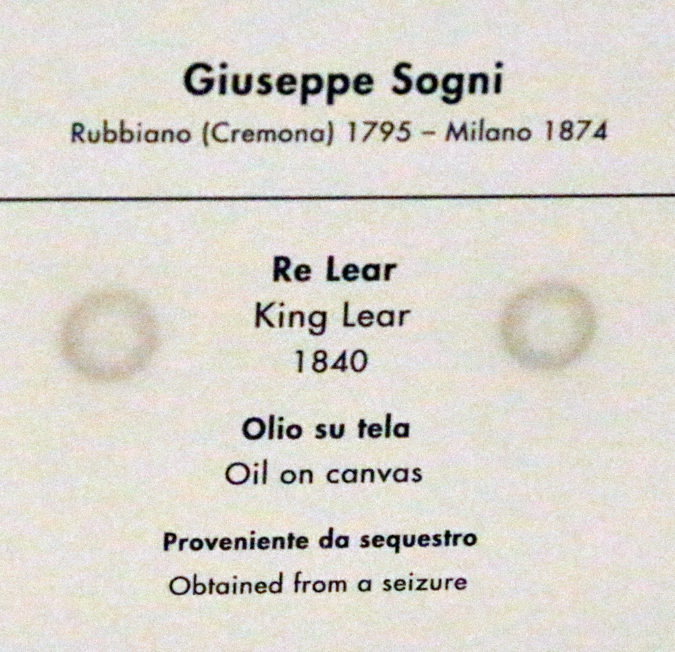 Giuseppe Sogni
Rubbiano (Cremona) 1795 – Milano 1874
Re Lear
King Lear
1840
Olio su tela
Oil on canvas
Proveniente da sequestro
Obtained from a seizure